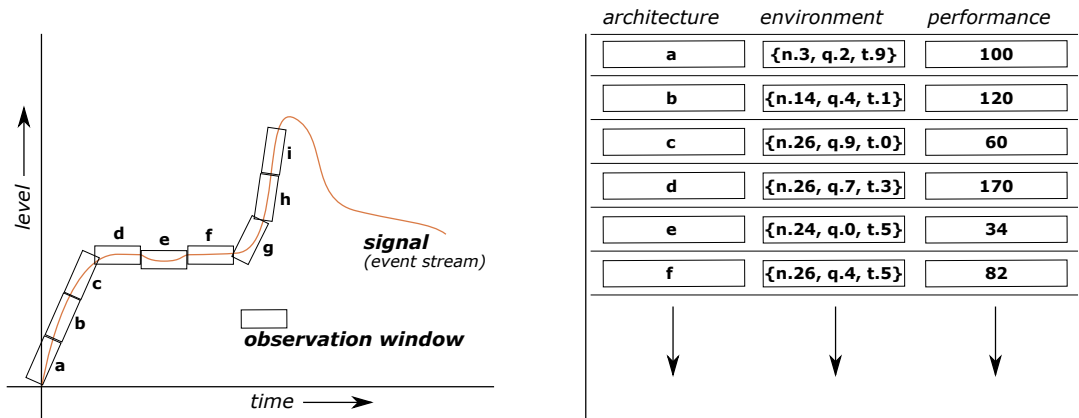 architecture environment performance
a {n.3, q.2, t.9} 100
b {n.14, q.4, t.1} 120
c {n.26, q.9, t.0} 60
d {n.26, q.7, t.3} 170
e {n.24, q.0, t.5} 34
f {n.26, q.4, t.5} 82
level
time
a
b
c
d
e
f
g
h
i
signal
(event stream)
observation window